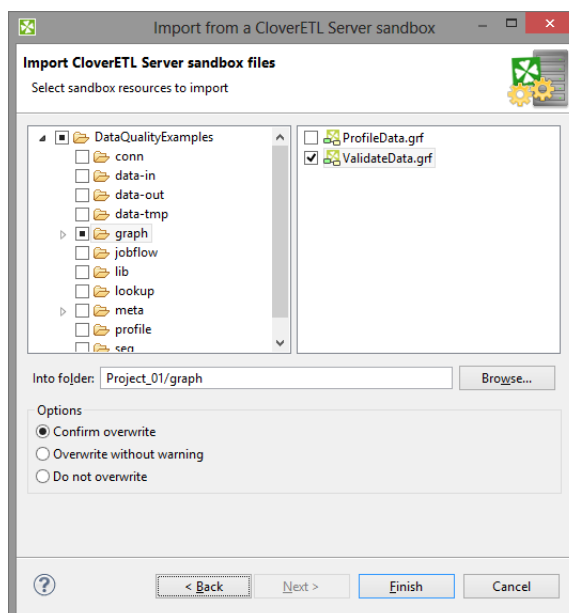 Import from a CloverETL Server sandbox
Import CloverETL Server sandbox files
Select sandbox resources to import
DataQualityExamples
conn
data-in
data-out
data-tmp
graph
jobflow
lib
lookup
meta
profile
seq
ProfileData.grf
ValidateData.grf
Into folder: Project_01/graph Browse...
Options
Confirm overwrite
Overwrite without warning
Do not overwrite
? < Back Next > Finish Cancel